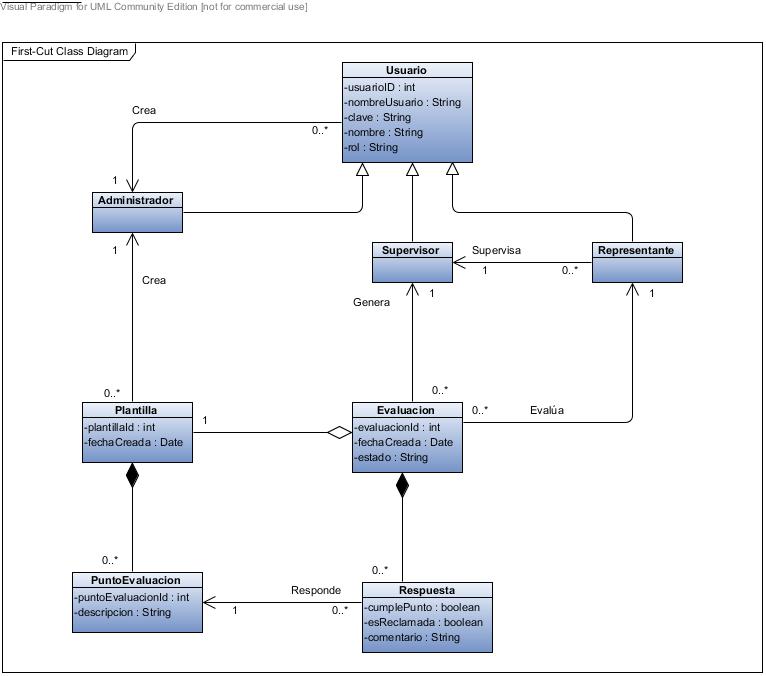 Visual Paradigm for UML Community Edition [not for commercial use]
First-Cut Class Diagram
Usuario
-usuarioID : int
-nombreUsuario : String
-clave : String
-nombre : String
-rol : String
Crea
0..*
1
Administrador
1
Crea
0..*
Supervisor
Supervisa
1
0..*
Representante
Genera
1
0..*
1
Plantilla
-plantillaId : int
-fechaCreada : Date
1
Evaluacion
-evaluacionId : int
-fechaCreada : Date
-estado : String
0..*
Evalúa
0..*
0..*
PuntoEvaluacion
-puntoEvaluacionId : int
-descripcion : String
Responde
1
0..*
Respuesta
-cumplePunto : boolean
-esReclamada : boolean
-comentario : String